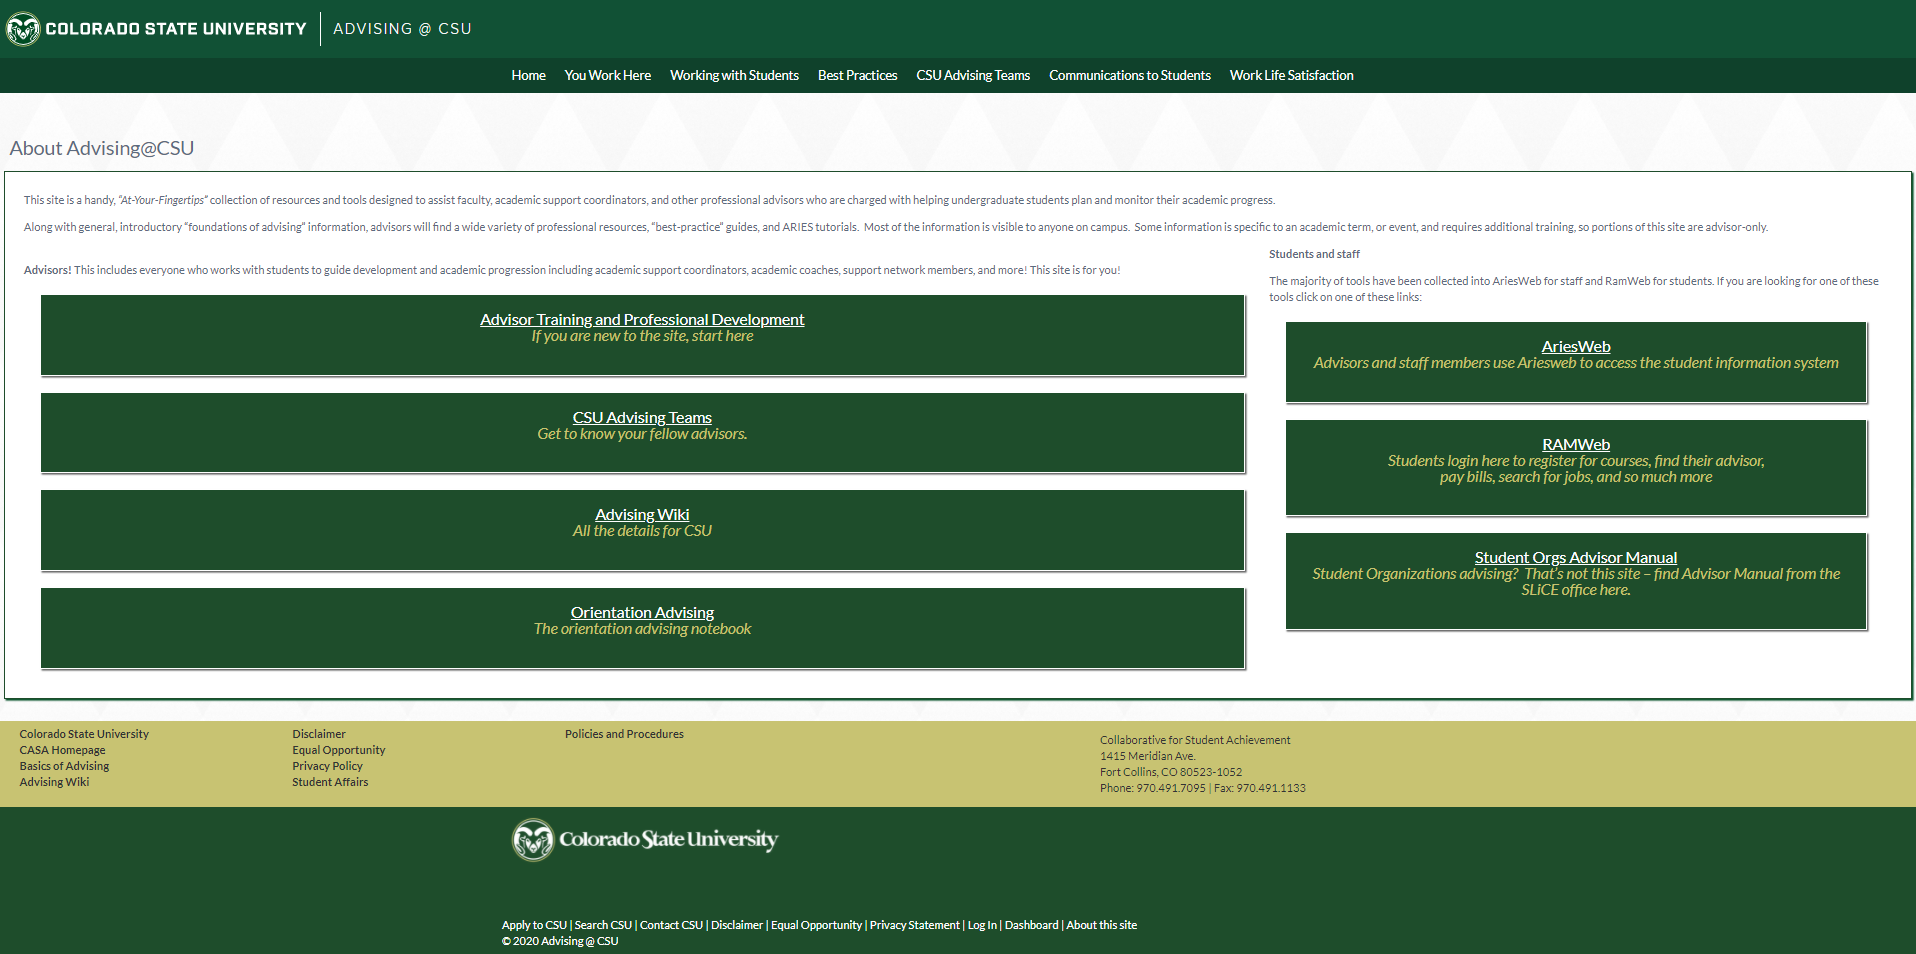 COLORADO STATE UNIVERSITY
ADVISING @ CSU
Home You Work Here Working with Students Best Practices CSU Advising Teams Communications to Students Work Life Satisfaction
About Advising@CSU
This site is a handy, “At-Your-Fingertips” collection of resources and tools designed to assist faculty, academic support coordinators, and other professional advisors who are charged with helping undergraduate students plan and monitor their academic progress.
Along with general, introductory “foundations of advising” information, advisors will find a wide variety of professional resources, “best-practice” guides, and ARIES tutorials. Most of the information is visible to anyone on campus. Some information is specific to an academic term, or event, and requires additional training, so portions of this site are advisor-only.
Advisors! This includes everyone who works with students to guide development and academic progression including academic support coordinators, academic coaches, support network members, and more! This site is for you!
Advisor Training and Professional Development
If you are new to the site, start here
CSU Advising Teams
Get to know your fellow advisors.
Advising Wiki
All the details for CSU
Orientation Advising
The orientation advising notebook
Students and staff
The majority of tools have been collected into AriesWeb for staff and RamWeb for students. If you are looking for one of these
tools click on one of these links:
AriesWeb
Advisors and staff members use Ariesweb to access the student information system
RAMWeb
Students login here to register for courses, find their advisor,
pay bills, search for jobs, and so much more
Student Orgs Advisor Manual
Student Organizations advising? That’s not this site – find Advisor Manual from the
SLiCE office here.
Colorado State University
CASA Homepage
Basics of Advising
Advising Wiki
Disclaimer
Equal Opportunity
Privacy Policy
Student Affairs
Policies and Procedures
Collaborative for Student Achievement
1415 Meridian Ave.
Fort Collins, CO 80523-1052
Phone: 970.491.7095 | Fax: 970.491.1133
Colorado State University
Apply to CSU | Search CSU | Contact CSU | Disclaimer | Equal Opportunity | Privacy Statement | Log In | Dashboard | About this site
© 2020 Advising @ CSU